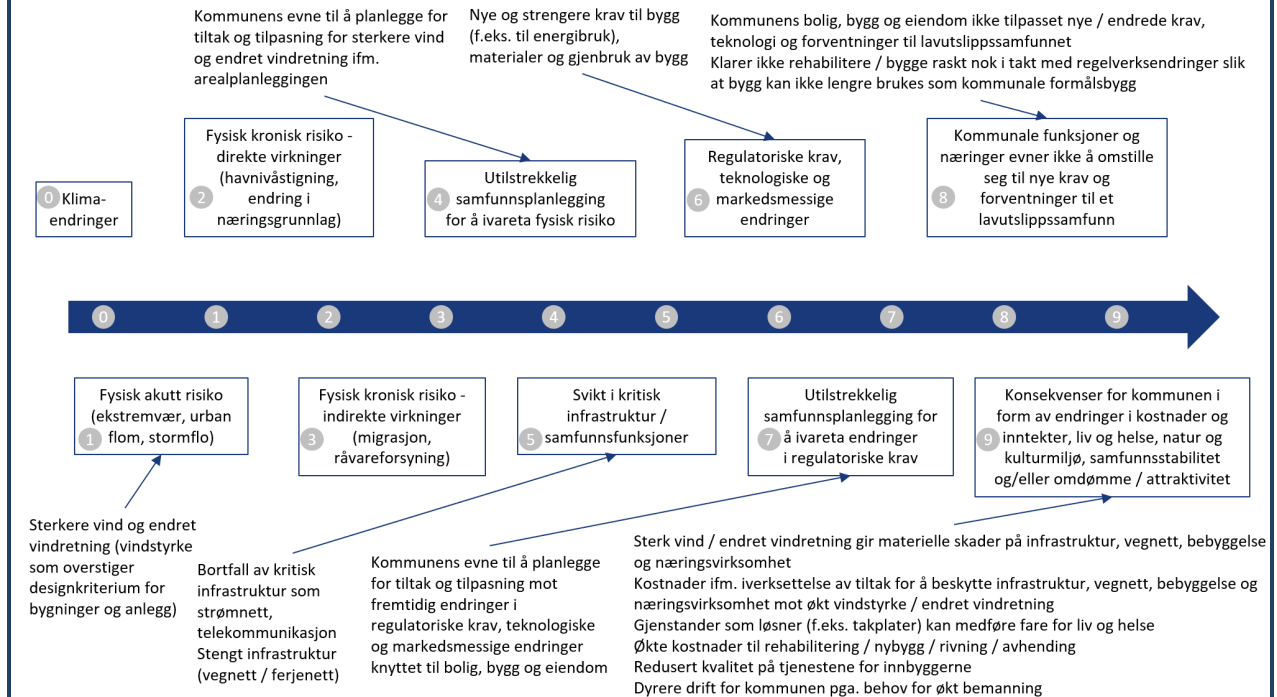 Kommunens evne til å planlegge for
tiltak og tilpasning for sterkere vind
og endret vindretning ifm.
arealplanleggingen
Nye og strengere krav til bygg
(f.eks. til energibruk),
materialer og gjenbruk av bygg
Kommunens bolig, bygg og eiendom ikke tilpasset nye / endrede krav,
teknologi og forventninger til lavutslippssamfunnet
Klarer ikke rehabilitere / bygge raskt nok i takt med regelverksendringer slik
at bygg kan ikke lengre brukes som kommunale formålsbygg
0 Klima-
endringer
Fysisk kronisk risiko -
direkte virkninger
(havnivåstigning,
2 endring i
næringsgrunnlag)
Utilstrekkelig
4 samfunnsplanlegging
for å ivareta fysisk risiko
Regulatoriske krav,
teknologiske og
6 markedsmessige
endringer
Kommunale funksjoner og
næringer evner ikke å omstille
seg til nye krav og
8 forventninger til et
lavutslippssamfunn
0 1 2 3 4 5 6 7 8 9
Fysisk akutt risiko
(ekstremvær, urban
1 flom, stormflo)
Fysisk kronisk risiko -
indirekte virkninger
3 (migrasjon,
råvareforsyning)
Svikt i kritisk
infrastruktur /
5 samfunnsfunksjoner
Utilstrekkelig
samfunnsplanlegging for
7 å ivareta endringer
i regulatoriske krav
Konsekvenser for kommunen i
form av endringer i kostnader og
9 inntekter, liv og helse, natur og
kulturmiljø, samfunnsstabilitet
og/eller omdømme / attraktivitet
Sterkere vind og endret
vindretning (vindstyrke
som overstiger
designkriterium for
bygninger og anlegg)
Bortfall av kritisk
infrastruktur som
strømnett,
telekommunikasjon
Stengt infrastruktur
(vegnett / ferjenett)
Kommunens evne til å planlegge
for tiltak og tilpasning mot
fremtidig endringer i
regulatoriske krav, teknologiske
og markedsmessige endringer
knyttet til bolig, bygg og eiendom
Sterk vind / endret vindretning gir materielle skader på infrastruktur, vegnett, bebyggelse
og næringsvirksomhet
Kostnader ifm. iverksettelse av tiltak for å beskytte infrastruktur, vegnett, bebyggelse og
næringsvirksomhet mot økt vindstyrke / endret vindretning
Gjenstander som løsner (f.eks. takplater) kan medføre fare for liv og helse
Økte kostnader til rehabilitering / nybygg / rivning / avhending
Redusert kvalitet på tjenestene for innbyggerne
Dyrere drift for kommunen pga. behov for økt bemanning